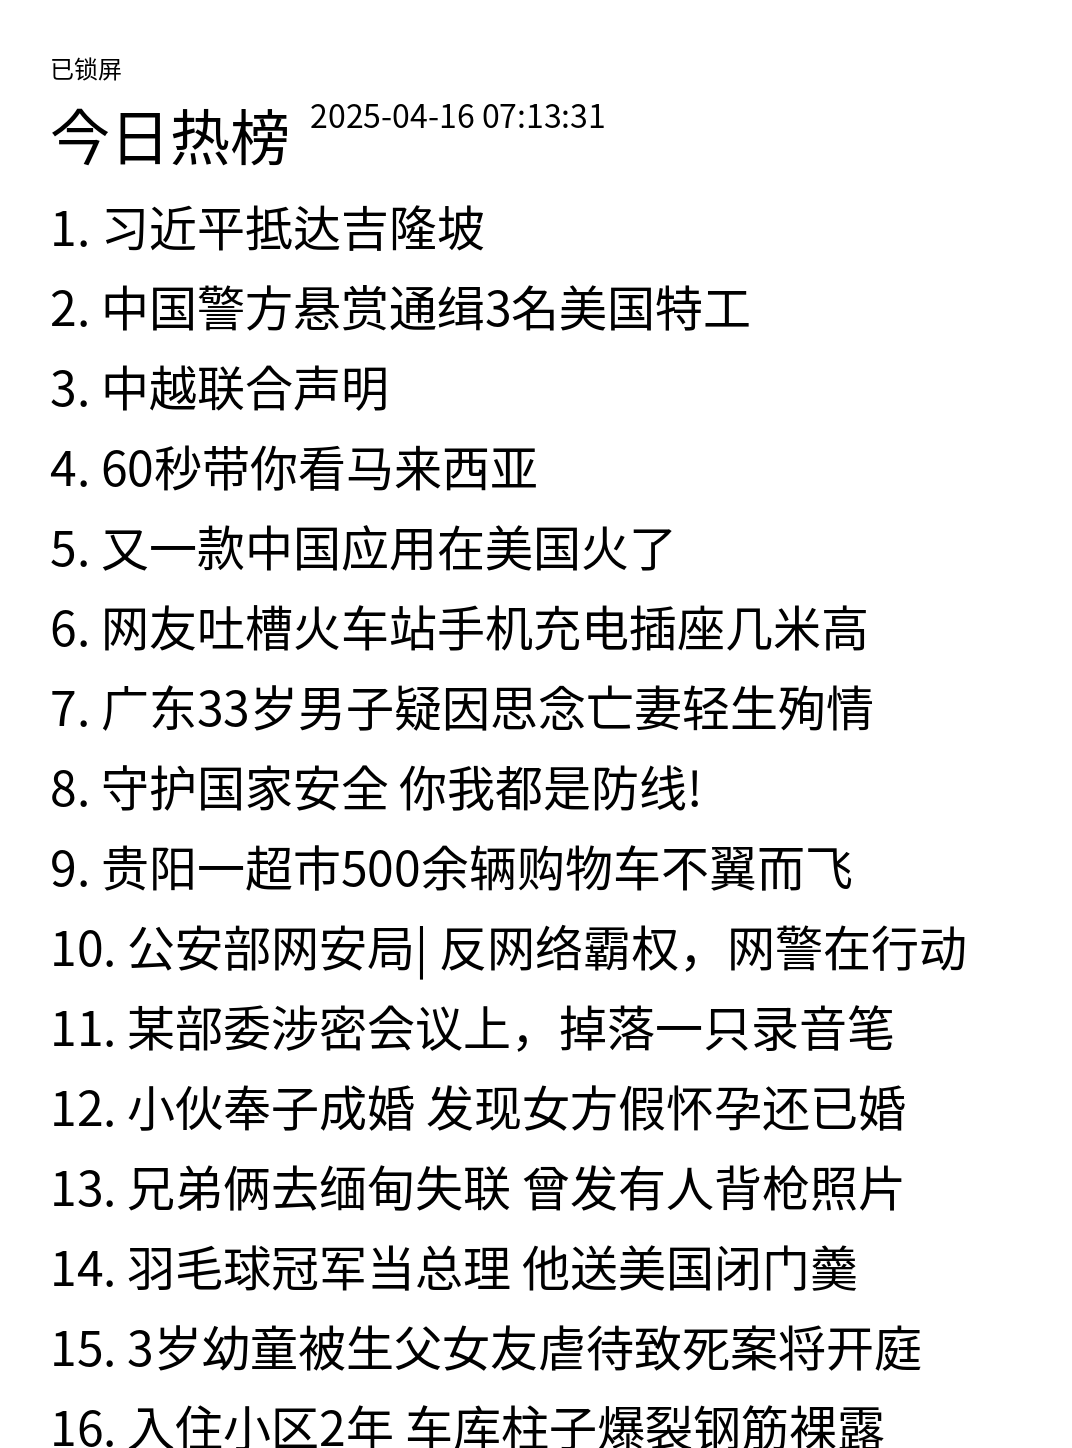 已锁屏
今日热榜 2025-04-16 07:13:31
1. 习近平抵达吉隆坡
2. 中国警方悬赏通缉3名美国特工
3. 中越联合声明
4. 60秒带你看马来西亚
5. 又一款中国应用在美国火了
6. 网友吐槽火车站手机充电插座几米高
7. 广东33岁男子疑因思念亡妻轻生殉情
8. 守护国家安全 你我都是防线!
9. 贵阳一超市500余辆购物车不翼而飞
10. 公安部网安局| 反网络霸权，网警在行动
11. 某部委涉密会议上，掉落一只录音笔
12. 小伙奉子成婚 发现女方假怀孕还已婚
13. 兄弟俩去缅甸失联 曾发有人背枪照片
14. 羽毛球冠军当总理 他送美国闭门羹
15. 3岁幼童被生父女友虐待致死案将开庭
16. 入住小区2年 车库柱子爆裂钢筋裸露